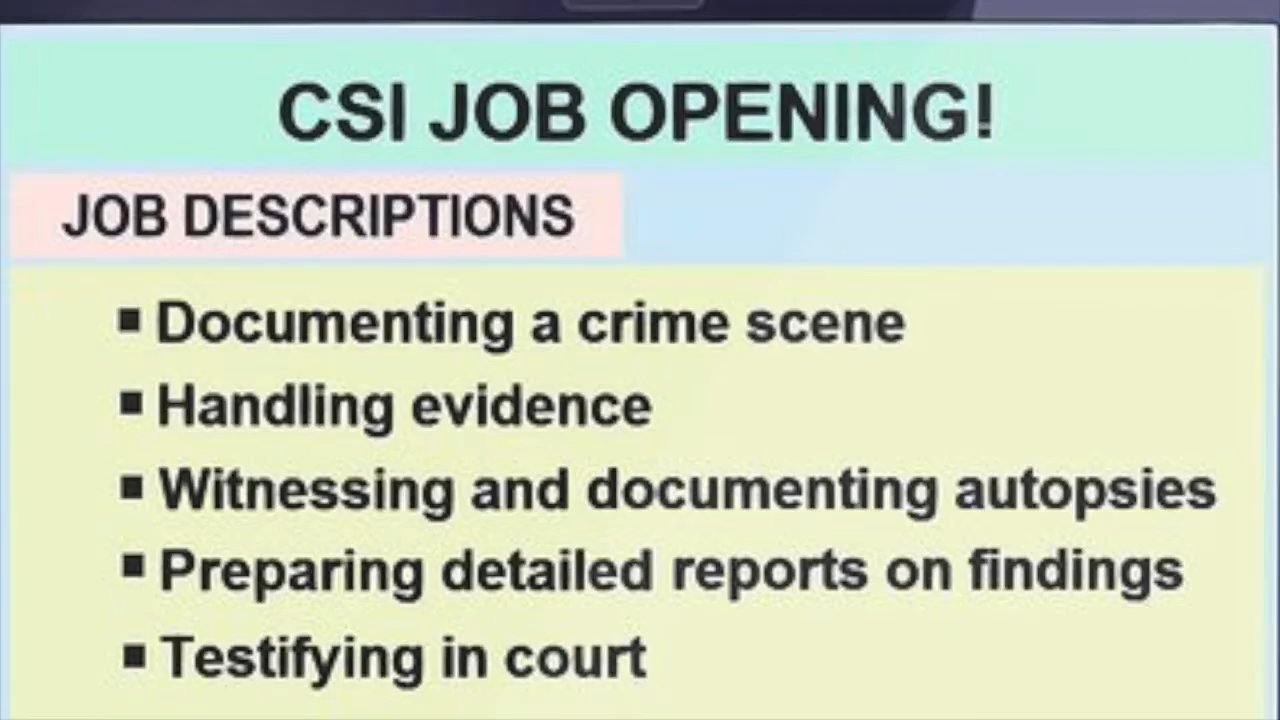 CSI JOB OPENING!
JOB DESCRIPTIONS
▪ Documenting a crime scene
▪ Handling evidence
▪ Witnessing and documenting autopsies
▪ Preparing detailed reports on findings
▪ Testifying in court